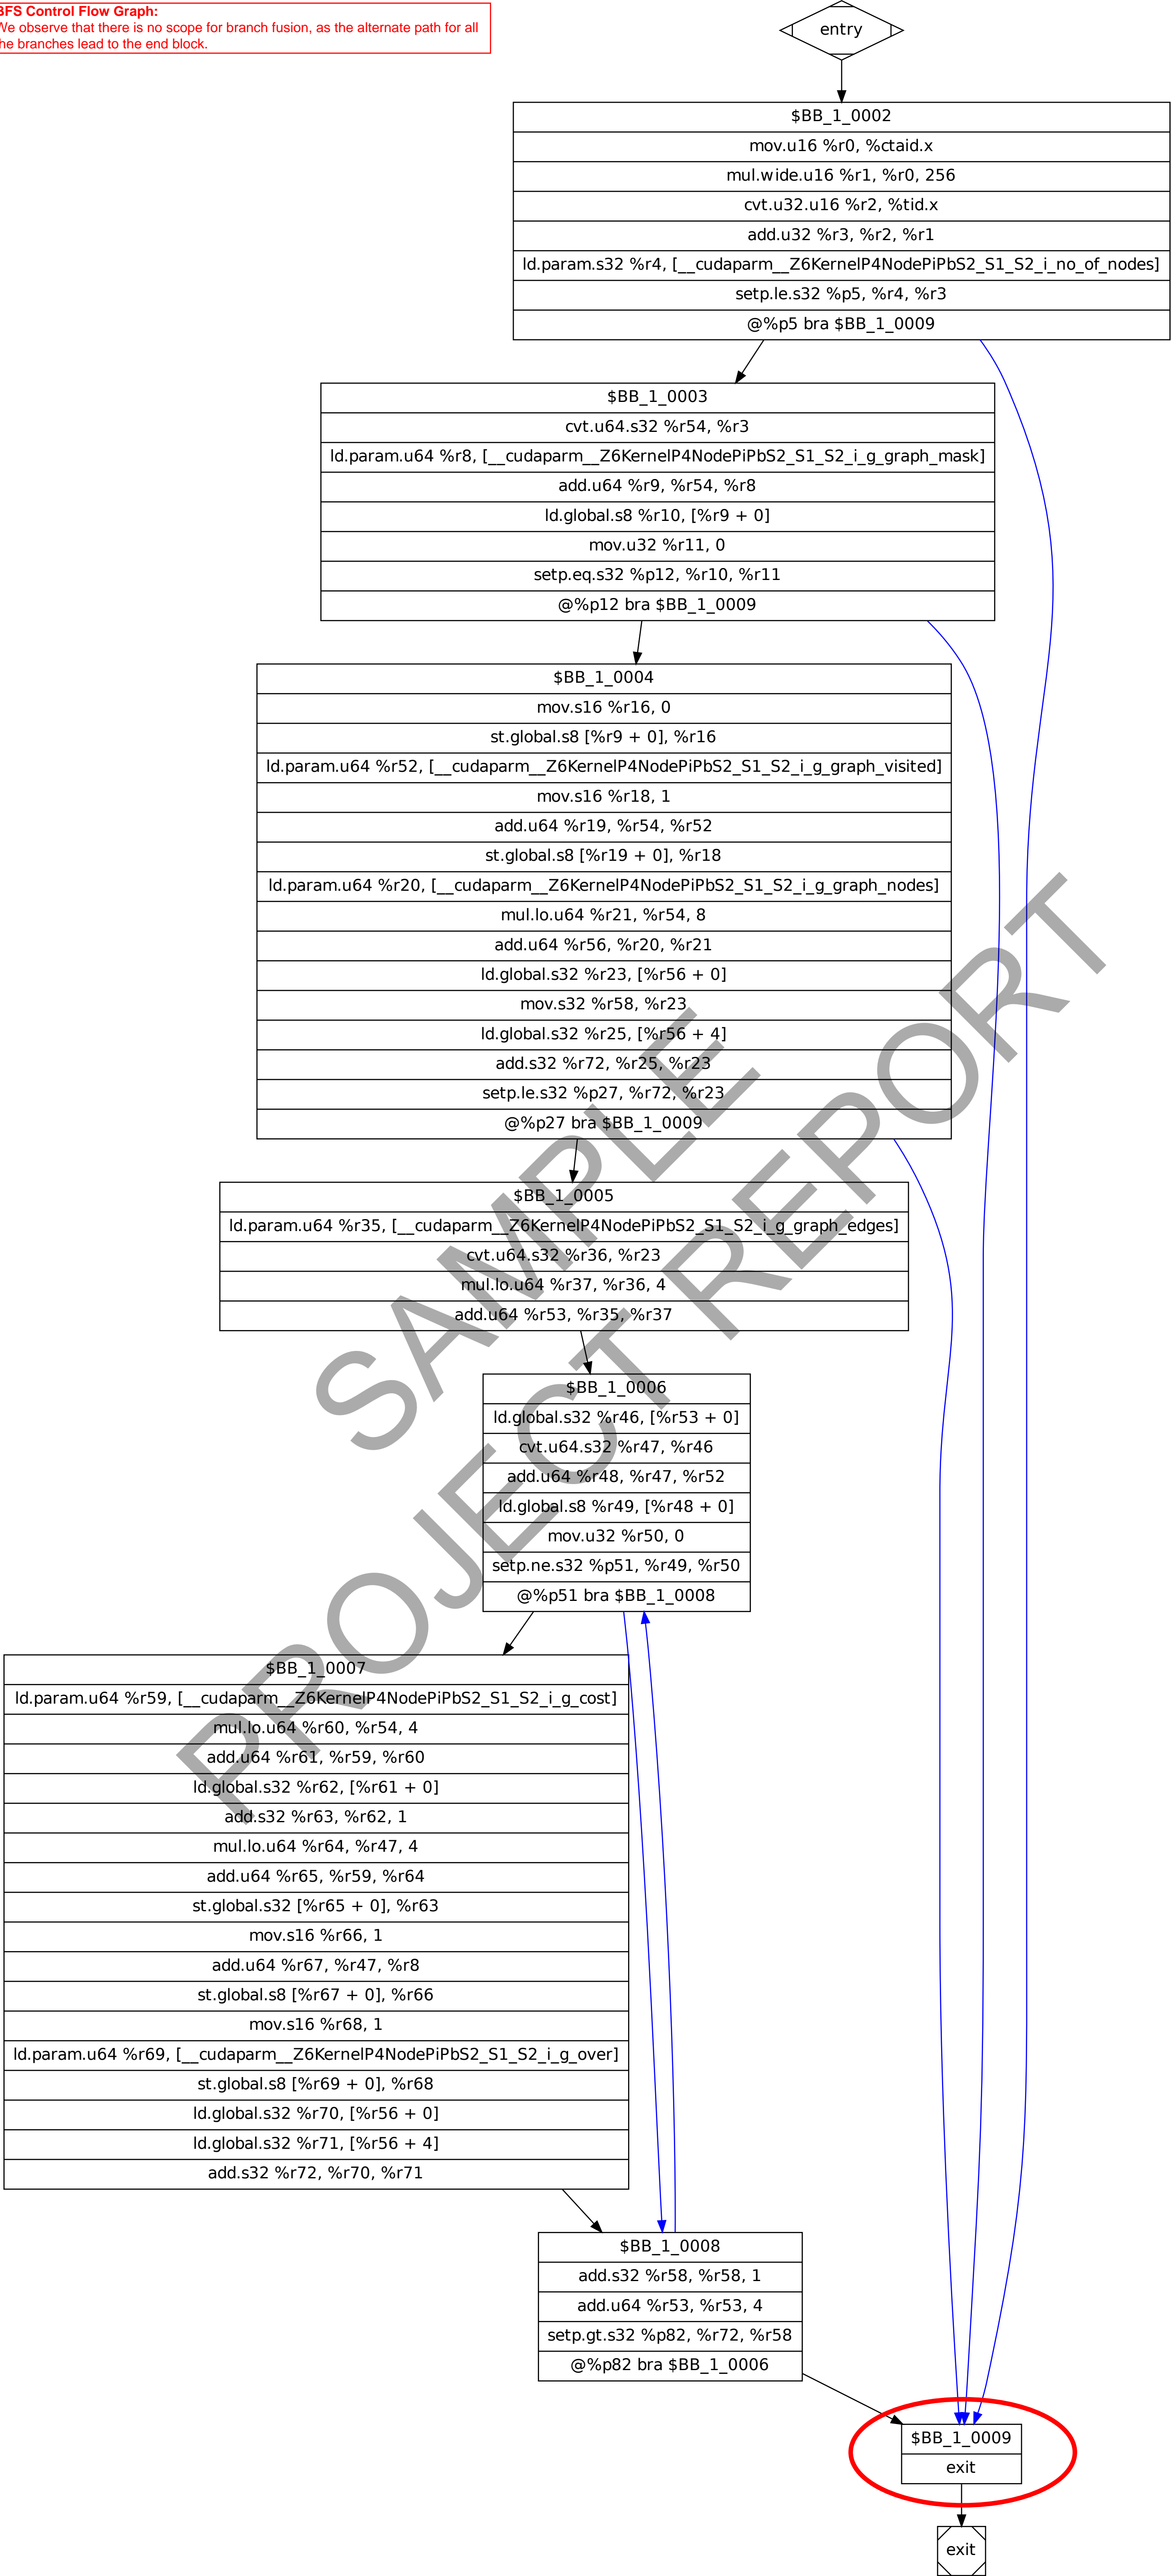 BFS Control Flow Graph:
We observe that there is no scope for branch fusion, as the alternate path for all
the branches lead to the end block.
entry
$BB_1_0002
mov.u16 %r0, %ctaid.x
mul.wide.u16 %r1, %r0, 256
cvt.u32.u16 %r2, %tid.x
add.u32 %r3, %r2, %r1
ld.param.s32 %r4, [__cudaparm__Z6KernelP4NodePiPbS2_S1_S2_i_no_of_nodes]
setp.le.s32 %p5, %r4, %r3
@%p5 bra $BB_1_0009
$BB_1_0003
cvt.u64.s32 %r54, %r3
ld.param.u64 %r8, [__cudaparm__Z6KernelP4NodePiPbS2_S1_S2_i_g_graph_mask]
add.u64 %r9, %r54, %r8
ld.global.s8 %r10, [%r9 + 0]
mov.u32 %r11, 0
setp.eq.s32 %p12, %r10, %r11
@%p12 bra $BB_1_0009
$BB_1_0004
mov.s16 %r16, 0
st.global.s8 [%r9 + 0], %r16
ld.param.u64 %r52, [__cudaparm__Z6KernelP4NodePiPbS2_S1_S2_i_g_graph_visited]
mov.s16 %r18, 1
add.u64 %r19, %r54, %r52
st.global.s8 [%r19 + 0], %r18
ld.param.u64 %r20, [__cudaparm__Z6KernelP4NodePiPbS2_S1_S2_i_g_graph_nodes]
mul.lo.u64 %r21, %r54, 8
add.u64 %r56, %r20, %r21
ld.global.s32 %r23, [%r56 + 0]
mov.s32 %r58, %r23
ld.global.s32 %r25, [%r56 + 4]
add.s32 %r72, %r25, %r23
setp.le.s32 %p27, %r72, %r23
@%p27 bra $BB_1_0009
$BB_1_0005
ld.param.u64 %r35, [__cudaparm__Z6KernelP4NodePiPbS2_S1_S2_i_g_graph_edges]
cvt.u64.s32 %r36, %r23
mul.lo.u64 %r37, %r36, 4
add.u64 %r53, %r35, %r37
$BB_1_0006
ld.global.s32 %r46, [%r53 + 0]
cvt.u64.s32 %r47, %r46
add.u64 %r48, %r47, %r52
ld.global.s8 %r49, [%r48 + 0]
mov.u32 %r50, 0
setp.ne.s32 %p51, %r49, %r50
@%p51 bra $BB_1_0008
$BB_1_0007
ld.param.u64 %r59, [__cudaparm__Z6KernelP4NodePiPbS2_S1_S2_i_g_cost]
mul.lo.u64 %r60, %r54, 4
add.u64 %r61, %r59, %r60
ld.global.s32 %r62, [%r61 + 0]
add.s32 %r63, %r62, 1
mul.lo.u64 %r64, %r47, 4
add.u64 %r65, %r59, %r64
st.global.s32 [%r65 + 0], %r63
mov.s16 %r66, 1
add.u64 %r67, %r47, %r8
st.global.s8 [%r67 + 0], %r66
mov.s16 %r68, 1
ld.param.u64 %r69, [__cudaparm__Z6KernelP4NodePiPbS2_S1_S2_i_g_over]
st.global.s8 [%r69 + 0], %r68
ld.global.s32 %r70, [%r56 + 0]
ld.global.s32 %r71, [%r56 + 4]
add.s32 %r72, %r70, %r71
$BB_1_0008
add.s32 %r58, %r58, 1
add.u64 %r53, %r53, 4
setp.gt.s32 %p82, %r72, %r58
@%p82 bra $BB_1_0006
$BB_1_0009
exit
exit
SAMPLE
PROJECT REPORT